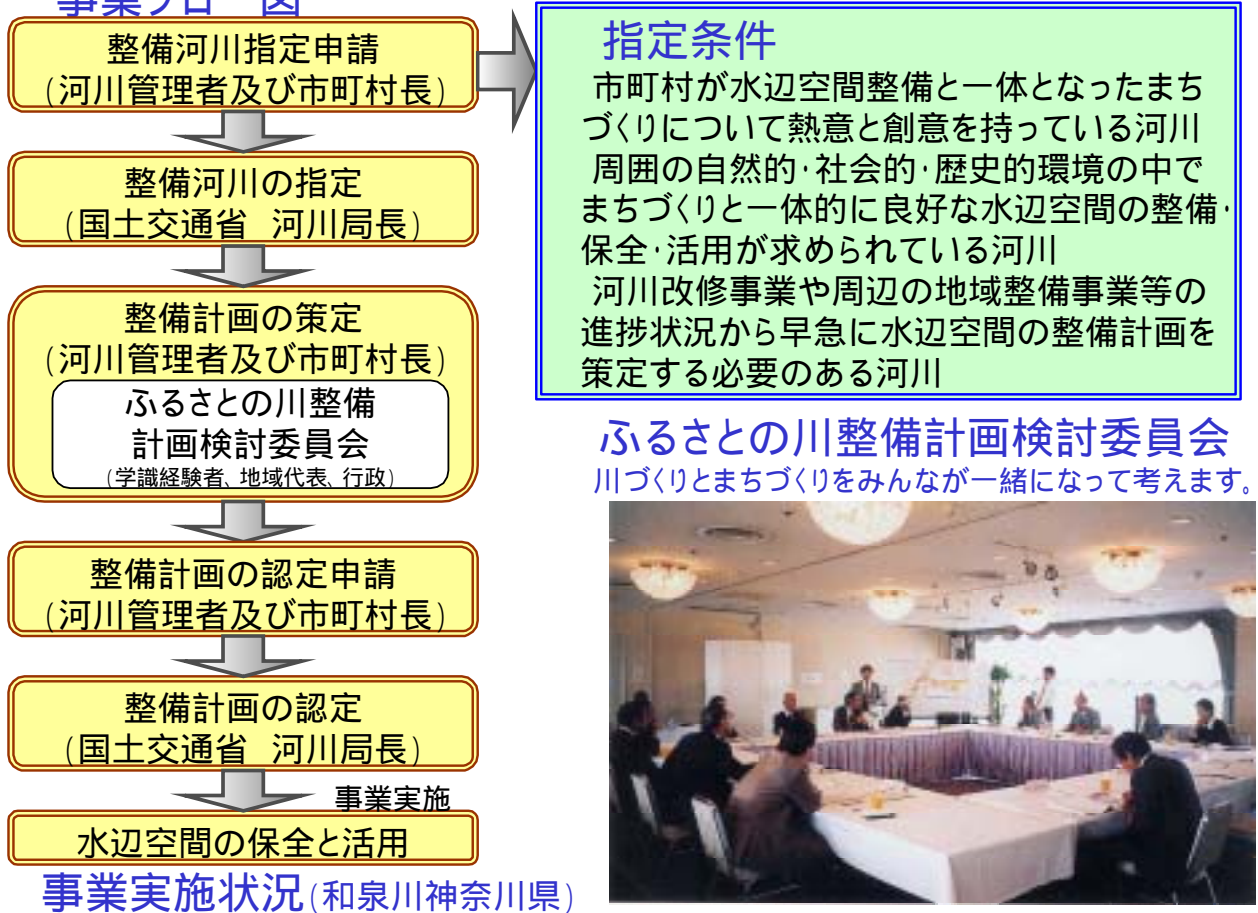 事業フロー図
整備河川指定申請
(河川管理者及び市町村長)
整備河川の指定
(国土交通省 河川局長)
整備計画の策定
(河川管理者及び市町村長)
ふるさとの川整備
計画検討委員会
(学識経験者、地域代表、行政)
整備計画の認定申請
(河川管理者及び市町村長)
整備計画の認定
(国土交通省 河川局長)
事業実施
水辺空間の保全と活用
事業実施状況(和泉川神奈川県)
指定条件
市町村が水辺空間整備と一体となったまち
づくりについて熱意と創意を持っている河川
周囲の自然的･社会的･歴史的環境の中で
まちづくりと一体的に良好な水辺空間の整備･
保全･活用が求められている河川
河川改修事業や周辺の地域整備事業等の
進捗状況から早急に水辺空間の整備計画を
策定する必要のある河川
ふるさとの川整備計画検討委員会
川づくりとまちづくりをみんなが一緒になって考えます。